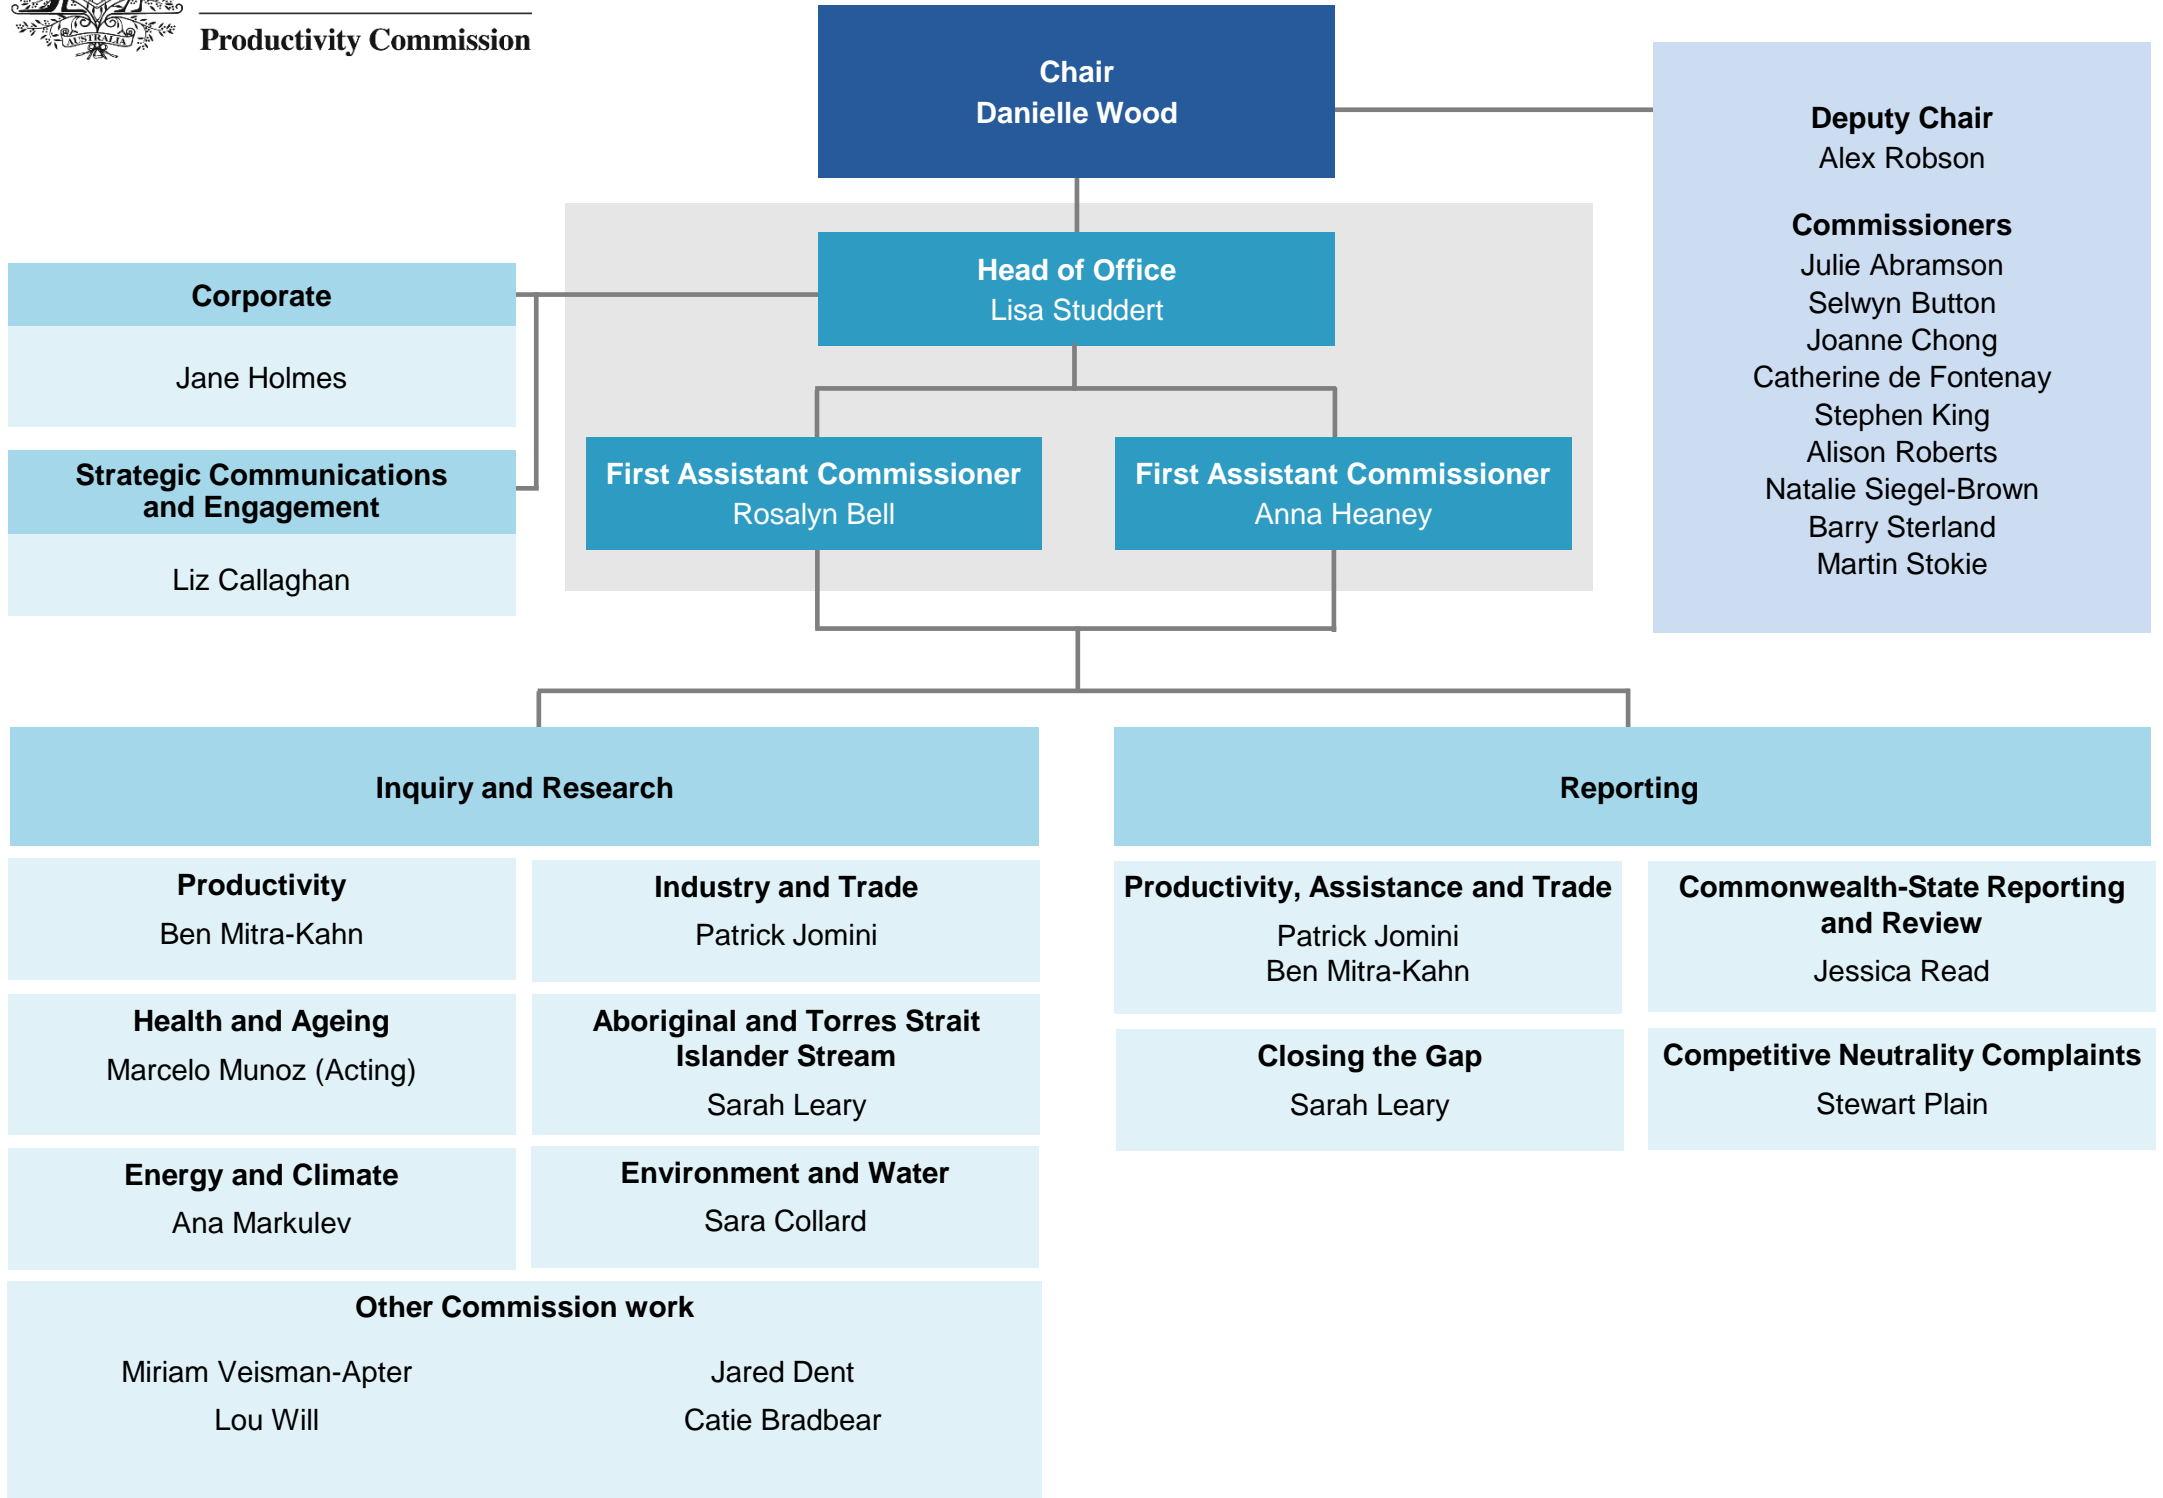 AUSTRALIA
Productivity Commission
Chair
Danielle Wood
Deputy Chair
Alex Robson
Commissioners
Julie Abramson
Selwyn Button
Joanne Chong
Catherine de Fontenay
Stephen King
Alison Roberts
Natalie Siegel-Brown
Barry Sterland
Martin Stokie
Head of Office
Lisa Studdert
Corporate
Jane Holmes
Strategic Communications
and Engagement
Liz Callaghan
First Assistant Commissioner
Rosalyn Bell
First Assistant Commissioner
Anna Heaney
Inquiry and Research
Productivity
Ben Mitra-Kahn
Industry and Trade
Patrick Jomini
Health and Ageing
Marcelo Munoz (Acting)
Aboriginal and Torres Strait
Islander Stream
Sarah Leary
Energy and Climate
Ana Markulev
Environment and Water
Sara Collard
Other Commission work
Miriam Veisman-Apter
Jared Dent
Lou Will
Catie Bradbear
Reporting
Productivity, Assistance and Trade
Patrick Jomini
Ben Mitra-Kahn
Commonwealth-State Reporting
and Review
Jessica Read
Closing the Gap
Sarah Leary
Competitive Neutrality Complaints
Stewart Plain